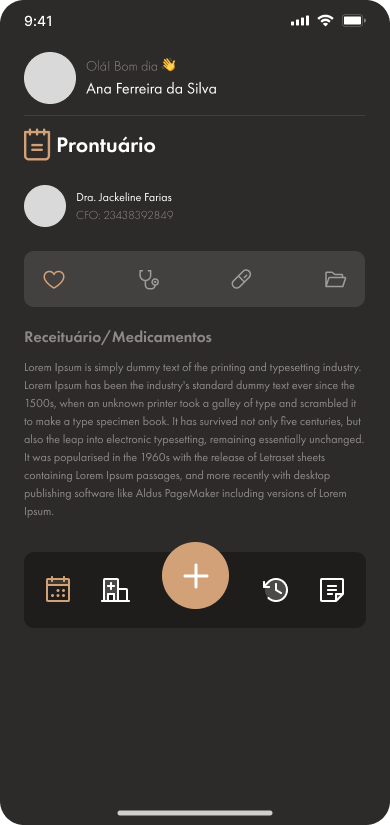 9:41
Olá! Bom dia 👋
Ana Ferreira da Silva
Prontuário
Dra. Jackeline Farias
CFO: 23438392849
Receituário/Medicamentos
Lorem Ipsum is simply dummy text of the printing and typesetting industry.
Lorem Ipsum has been the industry's standard dummy text ever since the
1500s, when an unknown printer took a galley of type and scrambled it
to make a type specimen book. It has survived not only five centuries, but
also the leap into electronic typesetting, remaining essentially unchanged.
It was popularised in the 1960s with the release of Letraset sheets
containing Lorem Ipsum passages, and more recently with desktop
publishing software like Aldus PageMaker including versions of Lorem
Ipsum.